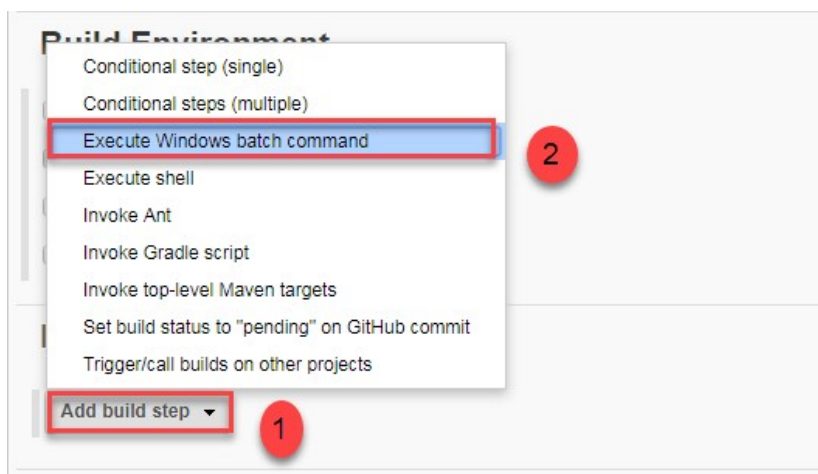 Build Environment
Conditional step (single)
Conditional steps (multiple)
Execute Windows batch command
2
Execute shell
Invoke Ant
Invoke Gradle script
Invoke top-level Maven targets
Set build status to "pending" on GitHub commit
Trigger/call builds on other projects
Add build step
1